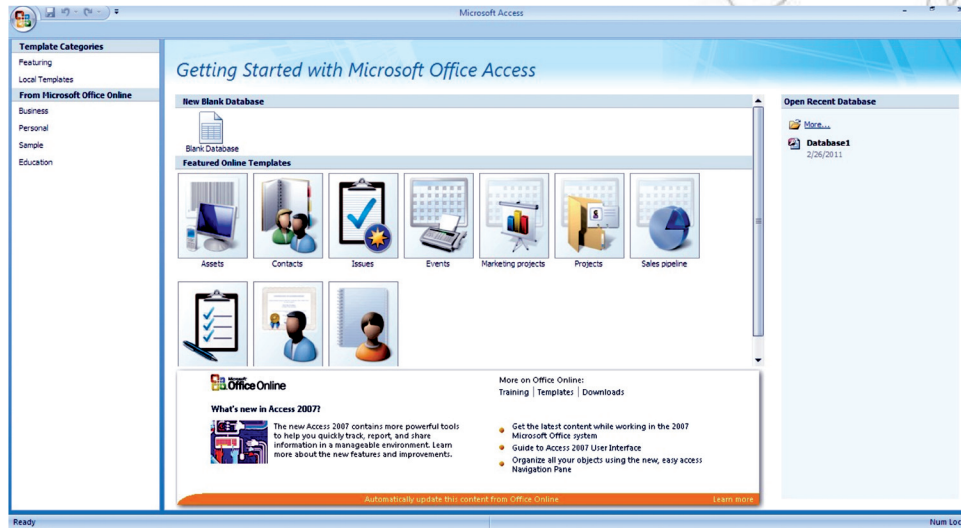 Microsoft Access
Template Categories
Featuring
Local Templates
From Microsoft Office Online
Business
Personal
Sample
Education
Getting Started with Microsoft Office Access
New Blank Database
Blank Database
Featured Online Templates
Assets
Contacts
Issues
Events
Marketing projects
Projects
Sales pipeline
Microsoft
Office Online
What's new in Access 2007?
The new Access 2007 contains more powerful tools
to help you quickly track, report, and share
information in a manageable environment. Learn
more about the new features and improvements.
More on Office Online:
Training | Templates | Downloads
Get the latest content while working in the 2007
Microsoft Office system
Guide to Access 2007 User Interface
Organize all your objects using the new, easy access
Navigation Pane
Automatically update this content from Office Online
Learn more
Open Recent Database
More...
Database1
2/26/2011
Ready
Num Loc